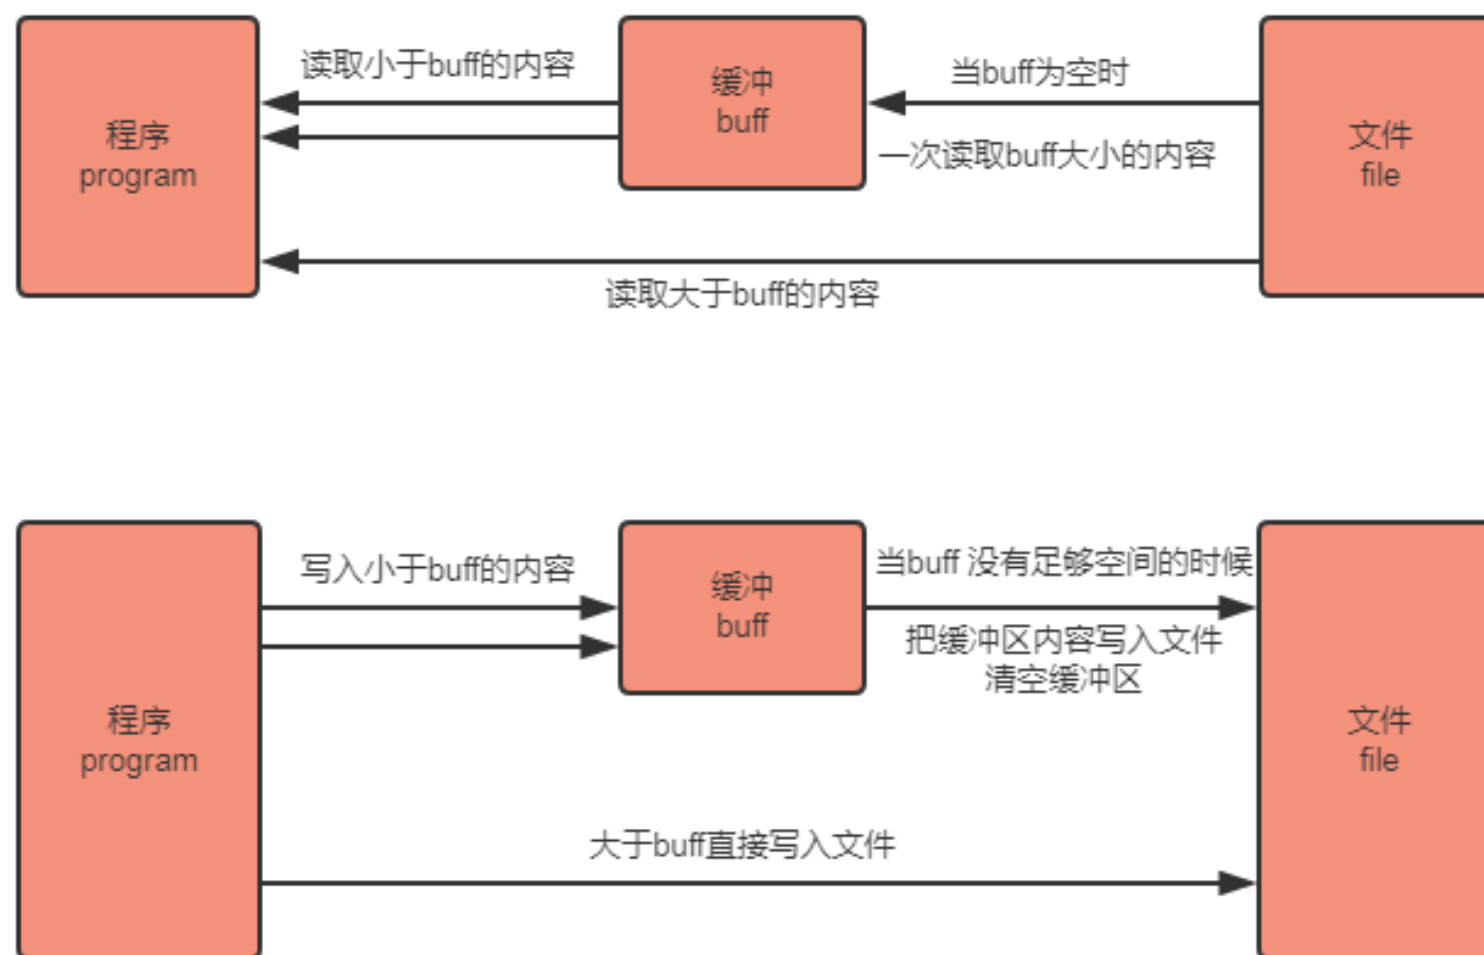 读取小于buff的内容
缓冲
buff
当buff为空时
程序
program
一次读取buff大小的内容
文件
file
读取大于buff的内容
写入小于buff的内容
缓冲
buff
当buff 没有足够空间的时候
把缓冲区内容写入文件
清空缓冲区
程序
program
文件
file
大于buff直接写入文件